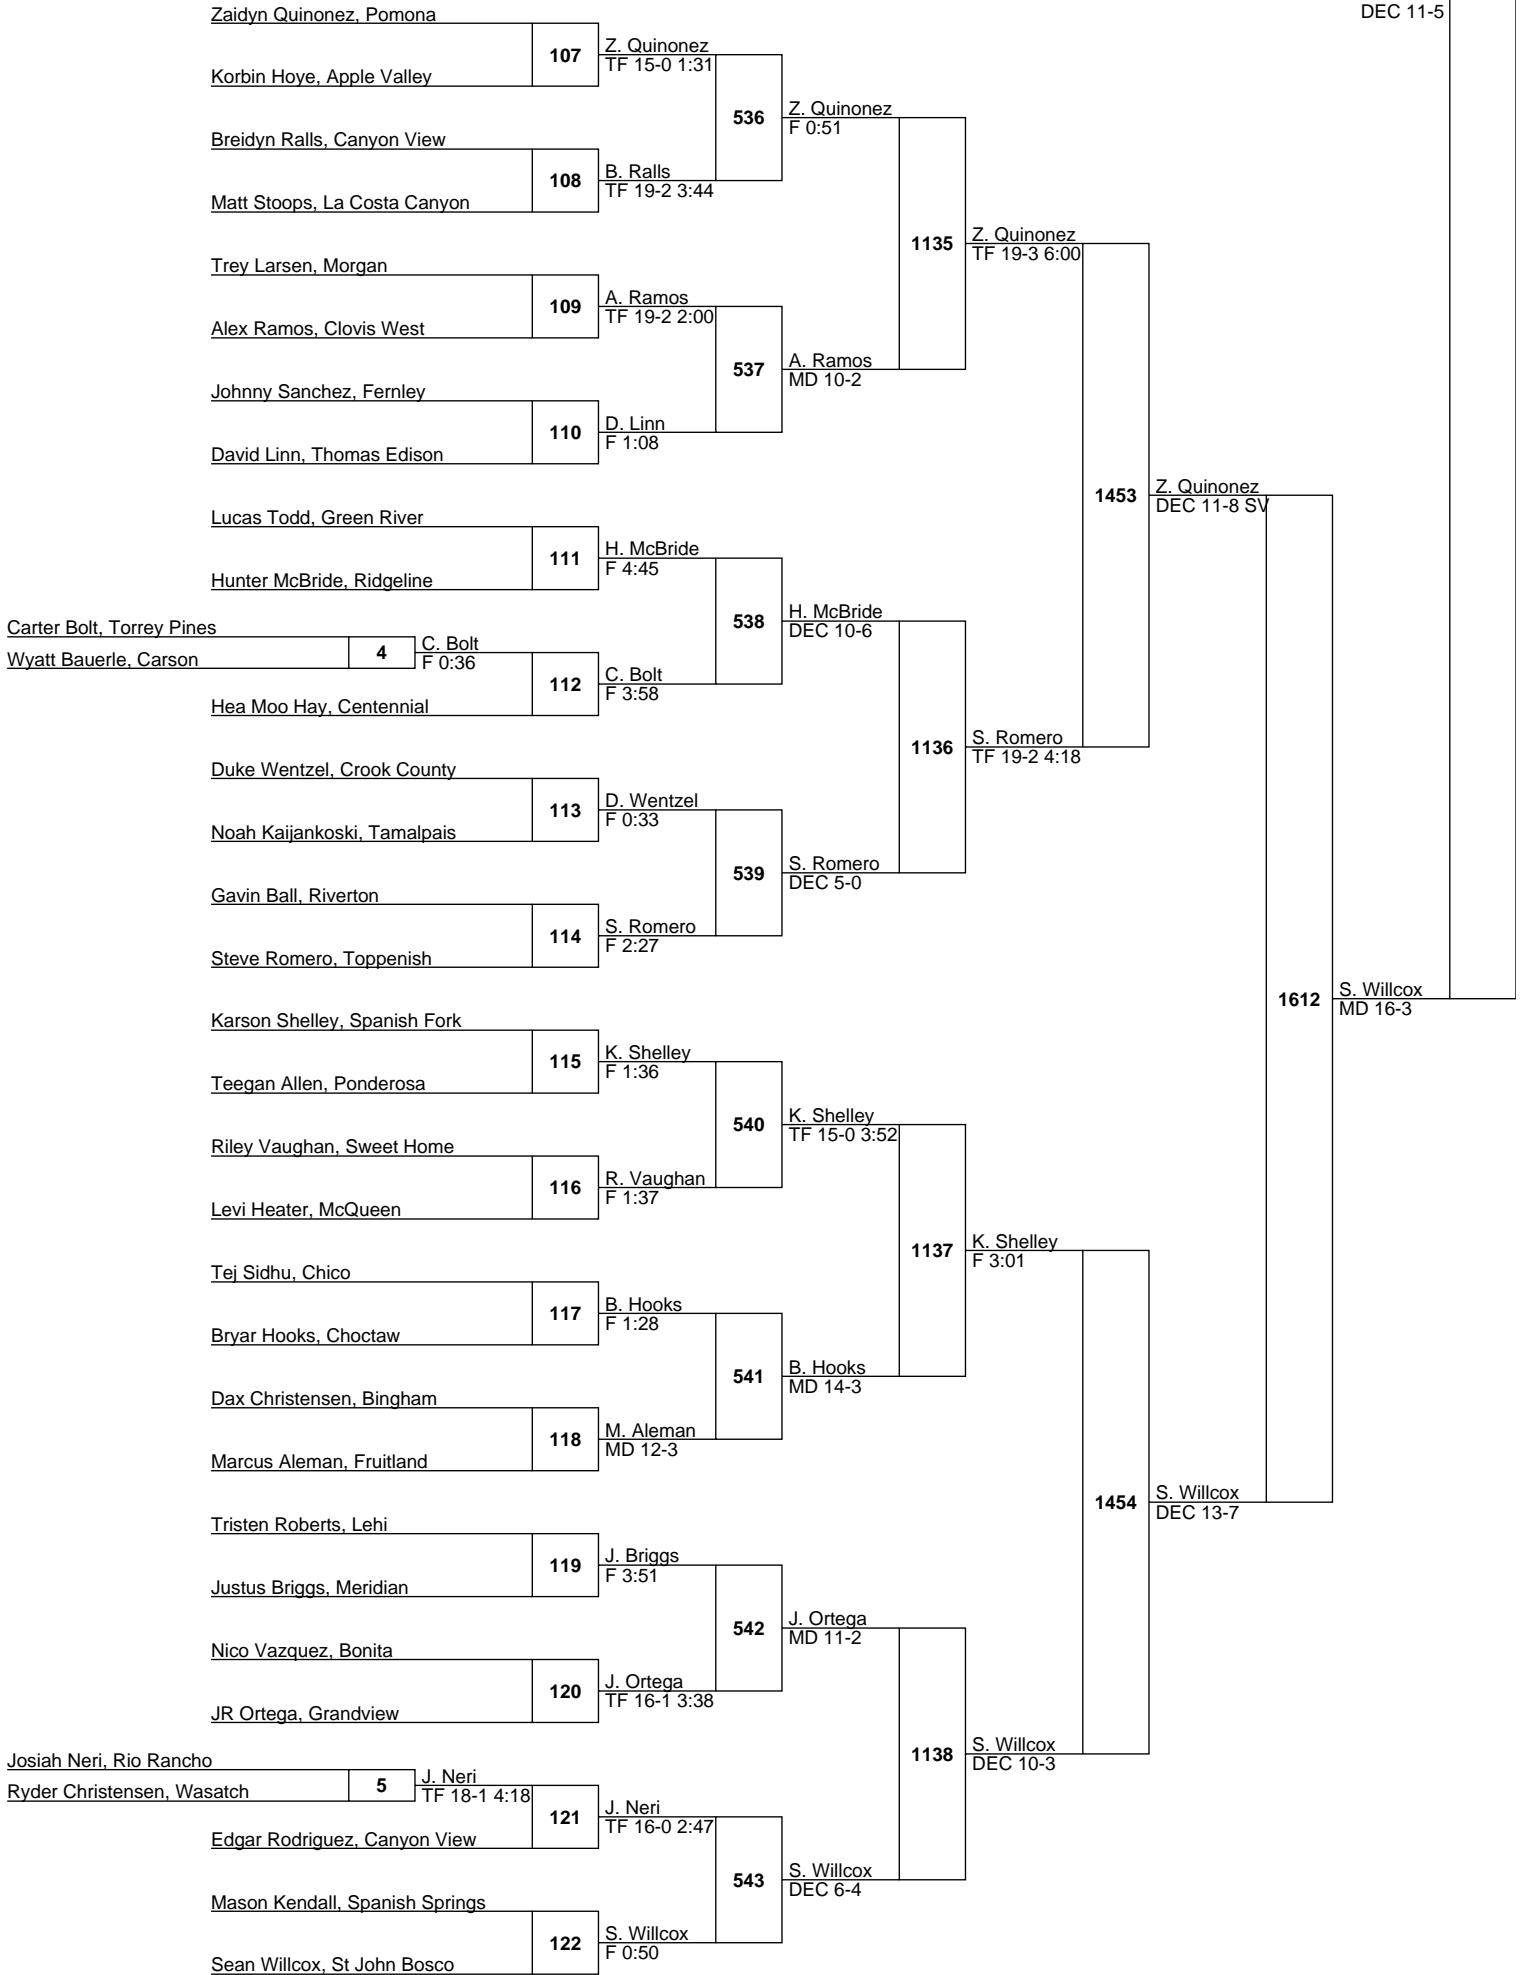 DEC 11-5
Zaidyn Quinonez, Pomona
107
Korbin Hoye, Apple Valley
Z. Quinonez
TF 15-0 1:31
Breidyn Ralls, Canyon View
108
Matt Stoops, La Costa Canyon
B. Ralls
TF 19-2 3:44
536
Z. Quinonez
F 0:51
Trey Larsen, Morgan
109
Alex Ramos, Clovis West
A. Ramos
TF 19-2 2:00
Johnny Sanchez, Fernley
110
David Linn, Thomas Edison
D. Linn
F 1:08
537
A. Ramos
MD 10-2
1135
Z. Quinonez
TF 19-3 6:00
Lucas Todd, Green River
111
Hunter McBride, Ridgeline
H. McBride
F 4:45
Carter Bolt, Torrey Pines
4
Wyatt Bauerle, Carson
C. Bolt
F 0:36
112
Hea Moo Hay, Centennial
C. Bolt
F 3:58
538
H. McBride
DEC 10-6
Duke Wentzel, Crook County
113
Noah Kaijankoski, Tamalpais
D. Wentzel
F 0:33
Gavin Ball, Riverton
114
Steve Romero, Toppenish
S. Romero
F 2:27
539
S. Romero
DEC 5-0
1136
S. Romero
TF 19-2 4:18
1453
Z. Quinonez
DEC 11-8 SV
Karson Shelley, Spanish Fork
115
Teegan Allen, Ponderosa
K. Shelley
F 1:36
Riley Vaughan, Sweet Home
116
Levi Heater, McQueen
R. Vaughan
F 1:37
540
K. Shelley
TF 15-0 3:52
Tej Sidhu, Chico
117
Bryar Hooks, Choctaw
B. Hooks
F 1:28
Dax Christensen, Bingham
118
Marcus Aleman, Fruitland
M. Aleman
MD 12-3
541
B. Hooks
MD 14-3
1137
K. Shelley
F 3:01
Tristen Roberts, Lehi
119
Justus Briggs, Meridian
J. Briggs
F 3:51
Nico Vazquez, Bonita
120
JR Ortega, Grandview
J. Ortega
TF 16-1 3:38
542
J. Ortega
MD 11-2
Josiah Neri, Rio Rancho
5
Ryder Christensen, Wasatch
J. Neri
TF 18-1 4:18
121
Edgar Rodriguez, Canyon View
J. Neri
TF 16-0 2:47
Mason Kendall, Spanish Springs
122
Sean Willcox, St John Bosco
S. Willcox
F 0:50
543
S. Willcox
DEC 6-4
1138
S. Willcox
DEC 10-3
1454
S. Willcox
DEC 13-7
1612
S. Willcox
MD 16-3